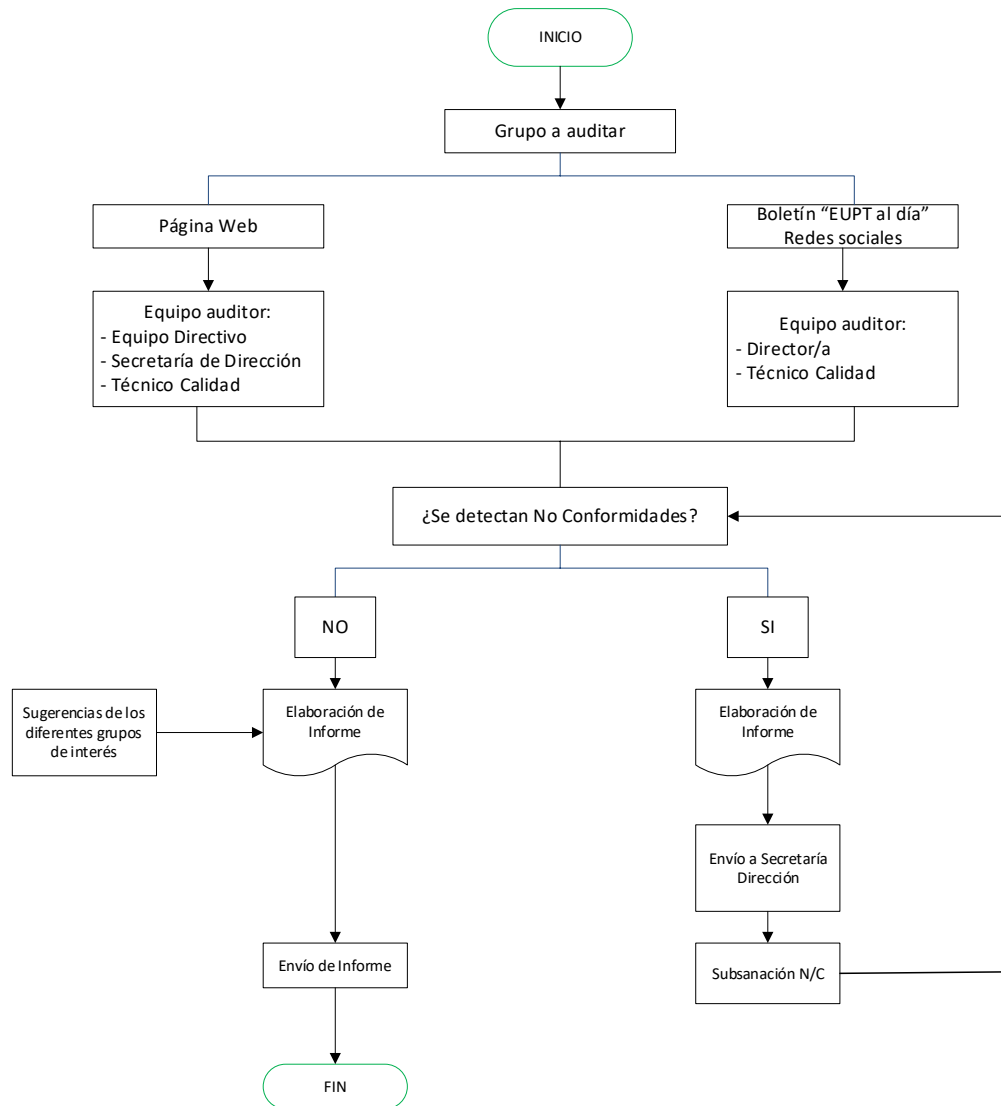 INICIO
Grupo a auditar
Página Web
Boletín “EUPT al día”
Redes sociales
Equipo auditor:
- Equipo Directivo
- Secretaría de Dirección
- Técnico Calidad
Equipo auditor:
- Director/a
- Técnico Calidad
¿Se detectan No Conformidades?
NO
SI
Sugerencias de los
diferentes grupos
de interés
Elaboración de
Informe
Elaboración de
Informe
Envío a Secretaría
Dirección
Envío de Informe
Subsanación N/C
FIN